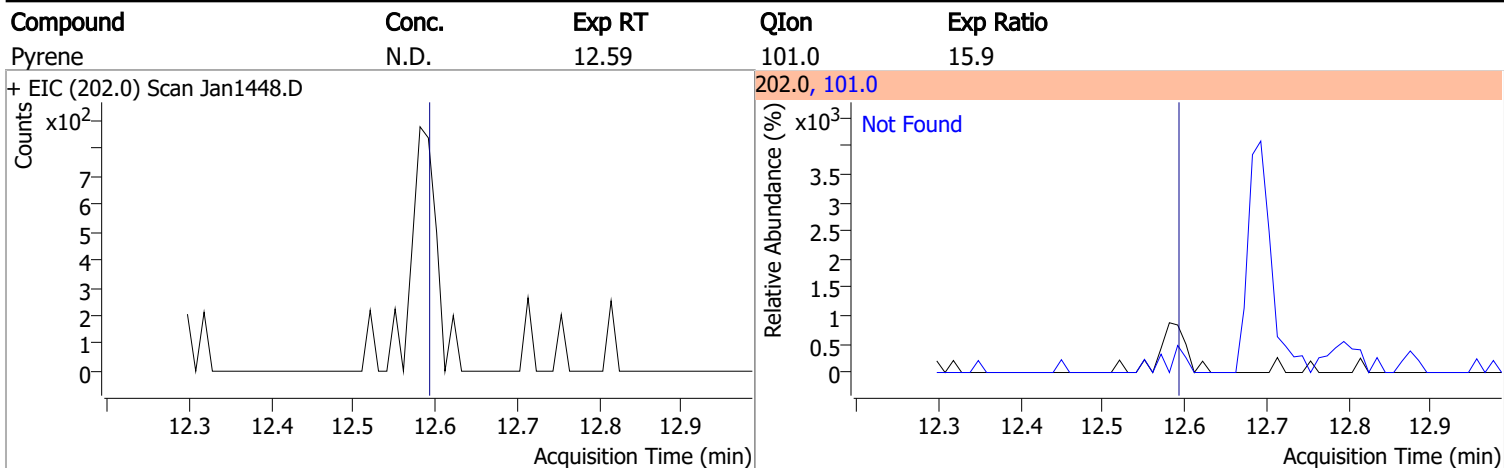 Compound Conc. Exp RT QIon Exp Ratio
Pyrene N.D. 12.59 101.0 15.9
+ EIC (202.0) Scan Jan1448.D
Counts
x10²
7
6
5
4
3
2
1
0
12.3 12.4 12.5 12.6 12.7 12.8 12.9
Acquisition Time (min)
202.0, 101.0
Relative Abundance (%)
x10³
Not Found
3.5
3
2.5
2
1.5
1
0.5
0
12.3 12.4 12.5 12.6 12.7 12.8 12.9
Acquisition Time (min)